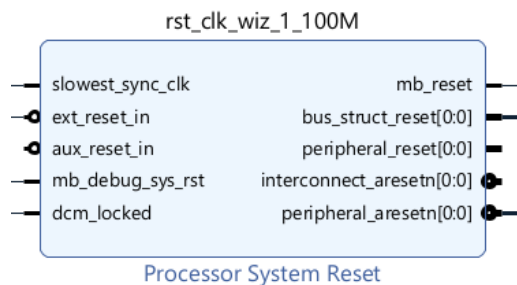 rst_clk_wiz_1_100M
slowest_sync_clk
mb_reset
ext_reset_in
bus_struct_reset[0:0]
aux_reset_in
peripheral_reset[0:0]
mb_debug_sys_rst
interconnect_aresetn[0:0]
dcm_locked
peripheral_aresetn[0:0]
Processor System Reset